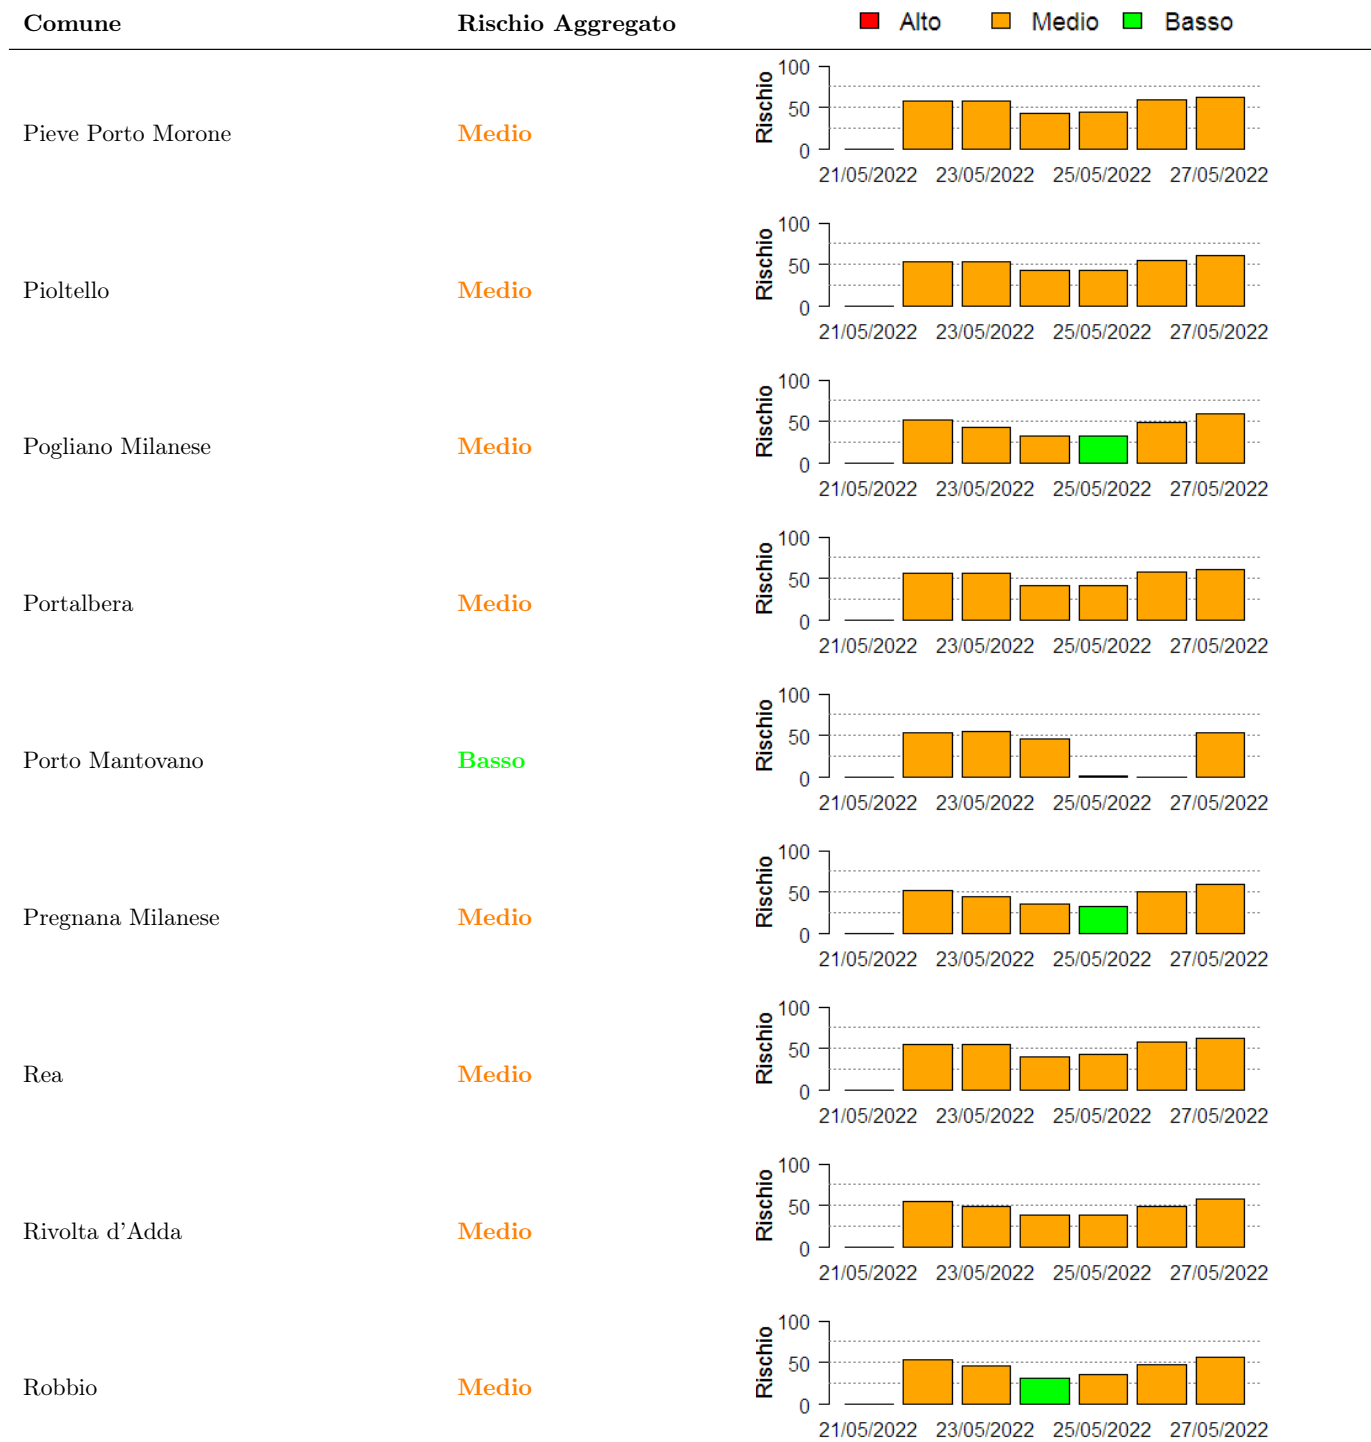 Comune Rischio Aggregato Alto Medio Basso
Pieve Porto Morone Medio
Rischio
100
50
0
21/05/2022 23/05/2022 25/05/2022 27/05/2022
Pioltello Medio
Rischio
100
50
0
21/05/2022 23/05/2022 25/05/2022 27/05/2022
Pogliano Milanese Medio
Rischio
100
50
0
21/05/2022 23/05/2022 25/05/2022 27/05/2022
Portalbera Medio
Rischio
100
50
0
21/05/2022 23/05/2022 25/05/2022 27/05/2022
Porto Mantovano Basso
Rischio
100
50
0
21/05/2022 23/05/2022 25/05/2022 27/05/2022
Pregnana Milanese Medio
Rischio
100
50
0
21/05/2022 23/05/2022 25/05/2022 27/05/2022
Rea Medio
Rischio
100
50
0
21/05/2022 23/05/2022 25/05/2022 27/05/2022
Rivolta d'Adda Medio
Rischio
100
50
0
21/05/2022 23/05/2022 25/05/2022 27/05/2022
Robbio Medio
Rischio
100
50
0
21/05/2022 23/05/2022 25/05/2022 27/05/2022